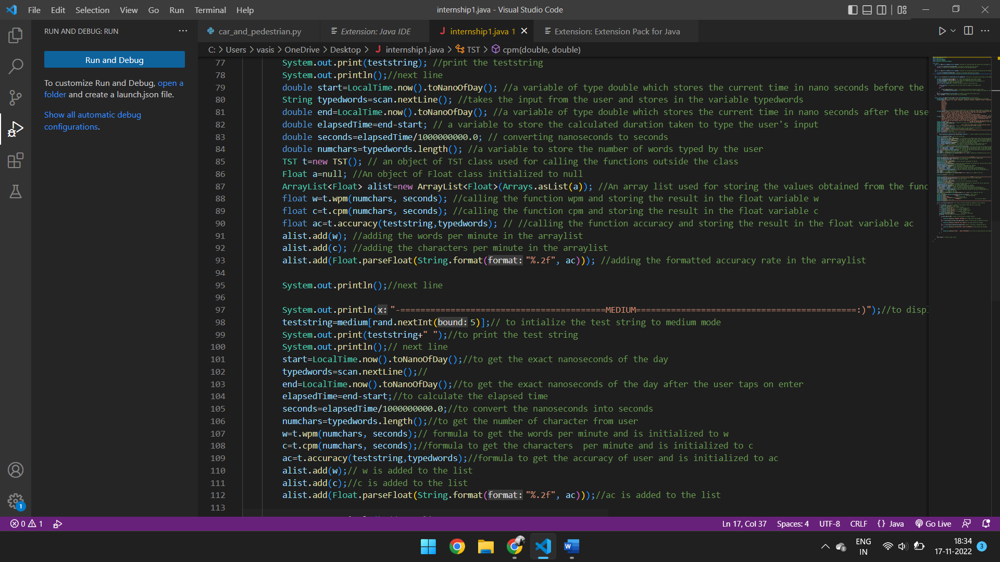 File Edit Selection View Go Run Terminal Help
internship1.java - Visual Studio Code
RUN AND DEBUG: RUN
car_and_pedestrian.py
Extension: Java IDE
internship1.java 1
Extension: Extension Pack for Java
C: > Users > vasis > OneDrive > Desktop > J internship1.java > TST > cpm(double, double)
Run and Debug
To customize Run and Debug, open a
folder and create a launch.json file.
Show all automatic debug
configurations.
77 System.out.print(teststring); //print the teststring
78 System.out.println();//next line
79 double start=LocalTime.now().toNanoOfDay(); //a variable of type double which stores the current time in nano seconds before the
80 String typedwords=scan.nextLine(); //takes the input from the user and stores in the variable typedwords
81 double end=LocalTime.now().toNanoOfDay(); //a variable of type double which stores the current time in nano seconds after the use
82 double elapsedTime=end-start; // a variable to store the calculated duration taken to type the user's input
83 double seconds=elapsedTime/1000000000.0; // converting nanoseconds to seconds
84 double numchars=typedwords.length(); //a variable to store the number of words typed by the user
85 TST t=new TST(); // an object of TST class used for calling the functions outside the class
86 Float a=null; //An object of Float class initialized to null
87 ArrayList<Float> alist=new ArrayList<Float>(Arrays.asList(a)); //An array list used for storing the values obtained from the func
88 float w=t.wpm(numchars, seconds); //calling the function wpm and storing the result in the float variable w
89 float c=t.cpm(numchars, seconds); //calling the function cpm and storing the result in the float variable c
90 float ac=t.accuracy(teststring,typedwords); // //calling the function accuracy and storing the result in the float variable ac
91 alist.add(w); //adding the words per minute in the arraylist
92 alist.add(c); //adding the characters per minute in the arraylist
93 alist.add(Float.parseFloat(String.format(format:"%.2f", ac))); //adding the formatted accuracy rate in the arraylist
94
95 System.out.println();//next line
96
97 System.out.println(x:"-=========================================MEDIUM============================================:)");//to disp
98 teststring=medium[rand.nextInt(bound:5)];// to intialize the test string to medium mode
99 System.out.print(teststring+" ");//to print the test string
100 System.out.println();// next line
101 start=LocalTime.now().toNanoOfDay();//to get the exact nanoseconds of the day
102 typedwords=scan.nextLine();//
103 end=LocalTime.now().toNanoOfDay();//to get the exact nanoseconds of the day after the user taps on enter
104 elapsedTime=end-start;//to calculate the elapsed time
105 seconds=elapsedTime/1000000000.0;//to convert the nanoseconds into seconds
106 numchars=typedwords.length();//to get the number of character from user
107 w=t.wpm(numchars, seconds);// formula to get the words per minute and is initialized to w
108 c=t.cpm(numchars, seconds);//formula to get the characters  per minute and is initialized to c
109 ac=t.accuracy(teststring,typedwords);//formula to get the accuracy of user and is initialized to ac
110 alist.add(w);// w is added to the list
111 alist.add(c);//c is added to the list
112 alist.add(Float.parseFloat(String.format(format:"%.2f", ac)));//ac is added to the list
113
0 1
Ln 17, Col 37 Spaces: 4 UTF-8 CRLF {} Java Go Live
ENG
IN
18:34
17-11-2022
3
1